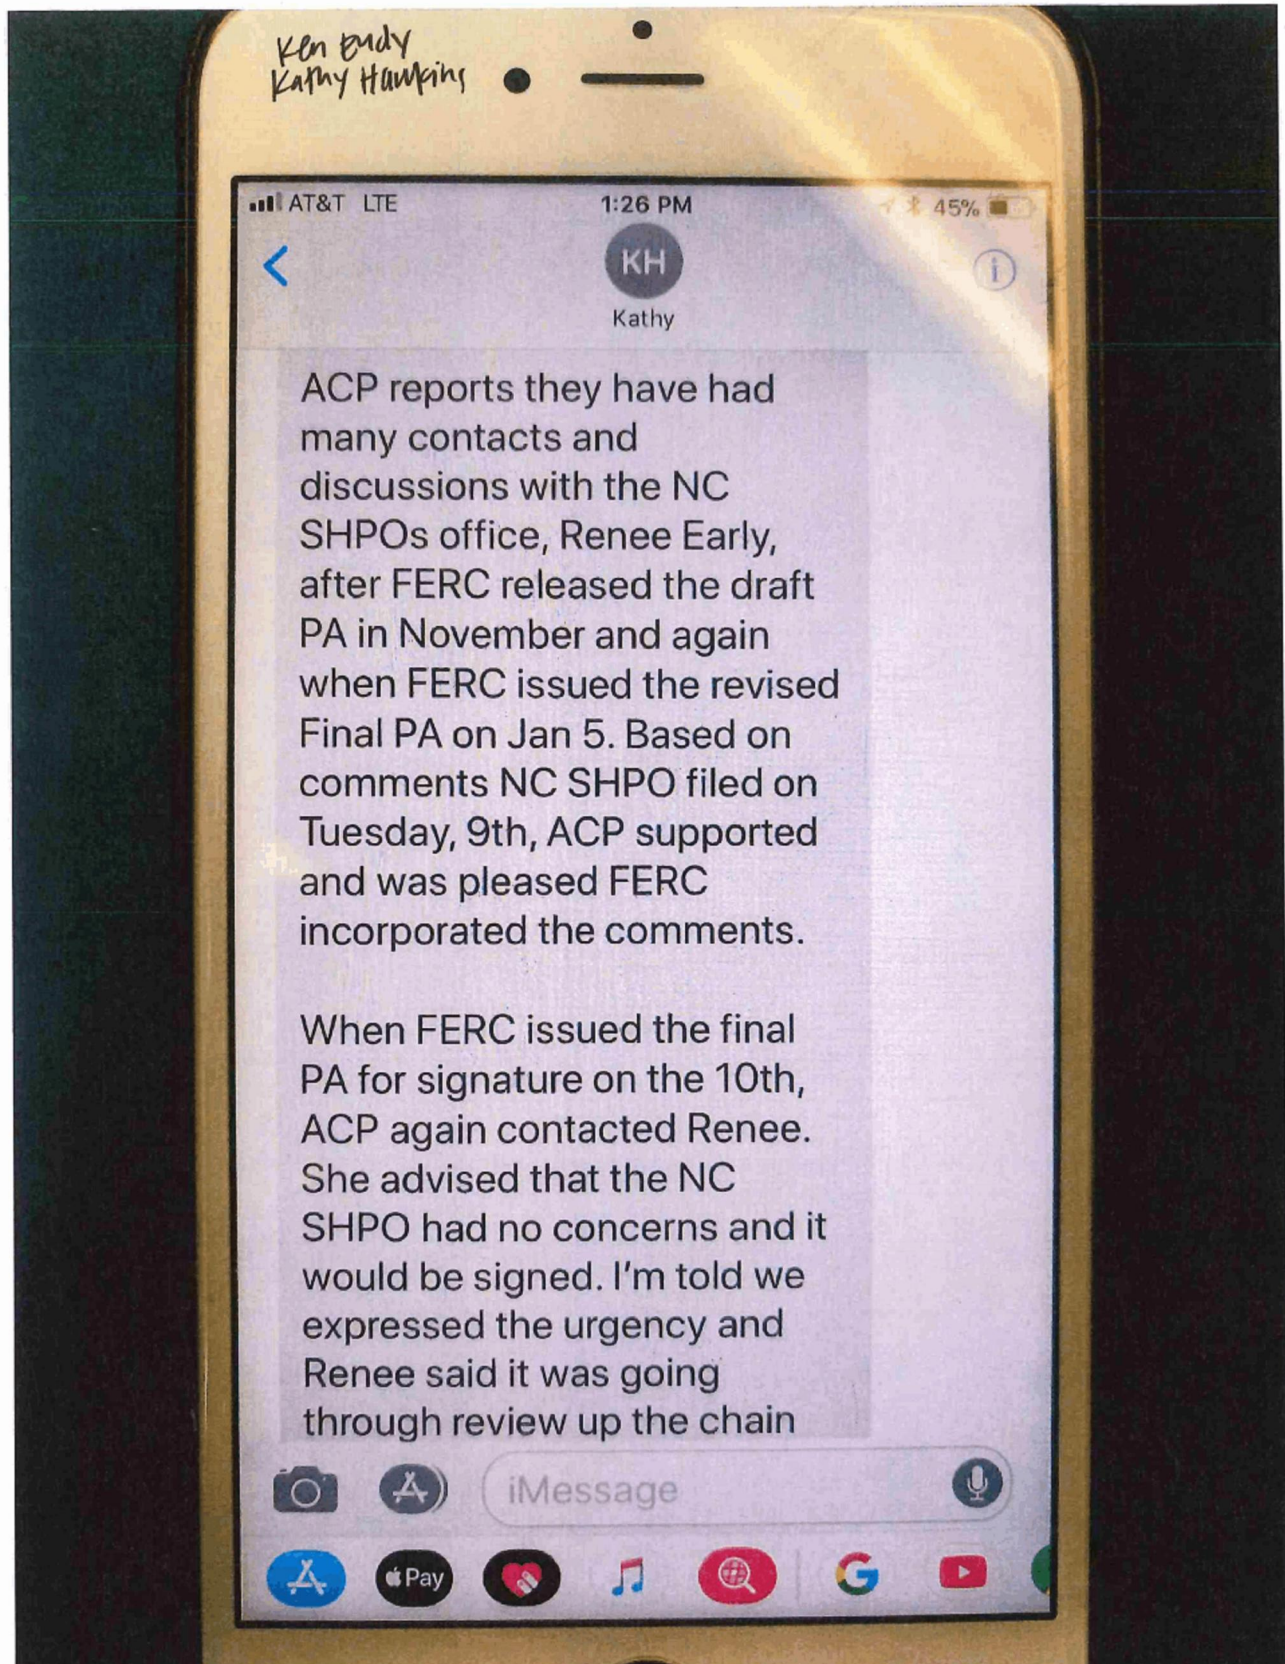 Ken Eudy
Kathy Hawkins
AT&T LTE
1:26 PM
45%
KH
Kathy
ACP reports they have had
many contacts and
discussions with the NC
SHPOs office, Renee Early,
after FERC released the draft
PA in November and again
when FERC issued the revised
Final PA on Jan 5. Based on
comments NC SHPO filed on
Tuesday, 9th, ACP supported
and was pleased FERC
incorporated the comments.
When FERC issued the final
PA for signature on the 10th,
ACP again contacted Renee.
She advised that the NC
SHPO had no concerns and it
would be signed. I'm told we
expressed the urgency and
Renee said it was going
through review up the chain
iMessage
Pay
G